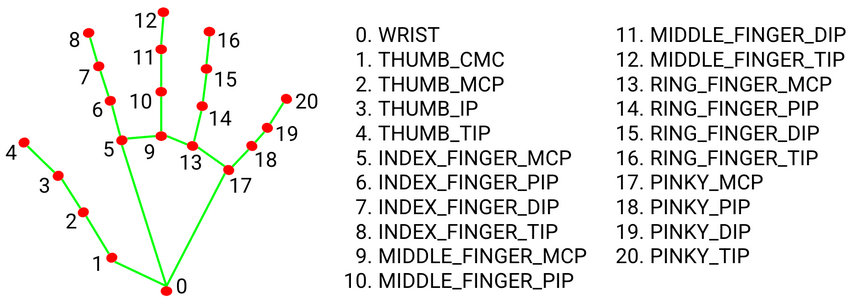 12
8
16
11
7
15
6
10
20
14
19
4
5
9
13
18
3
17
2
1
0
0. WRIST
1. THUMB_CMC
2. THUMB_MCP
3. THUMB_IP
4. THUMB_TIP
5. INDEX_FINGER_MCP
6. INDEX_FINGER_PIP
7. INDEX_FINGER_DIP
8. INDEX_FINGER_TIP
9. MIDDLE_FINGER_MCP
10. MIDDLE_FINGER_PIP
11. MIDDLE_FINGER_DIP
12. MIDDLE_FINGER_TIP
13. RING_FINGER_MCP
14. RING_FINGER_PIP
15. RING_FINGER_DIP
16. RING_FINGER_TIP
17. PINKY_MCP
18. PINKY_PIP
19. PINKY_DIP
20. PINKY_TIP